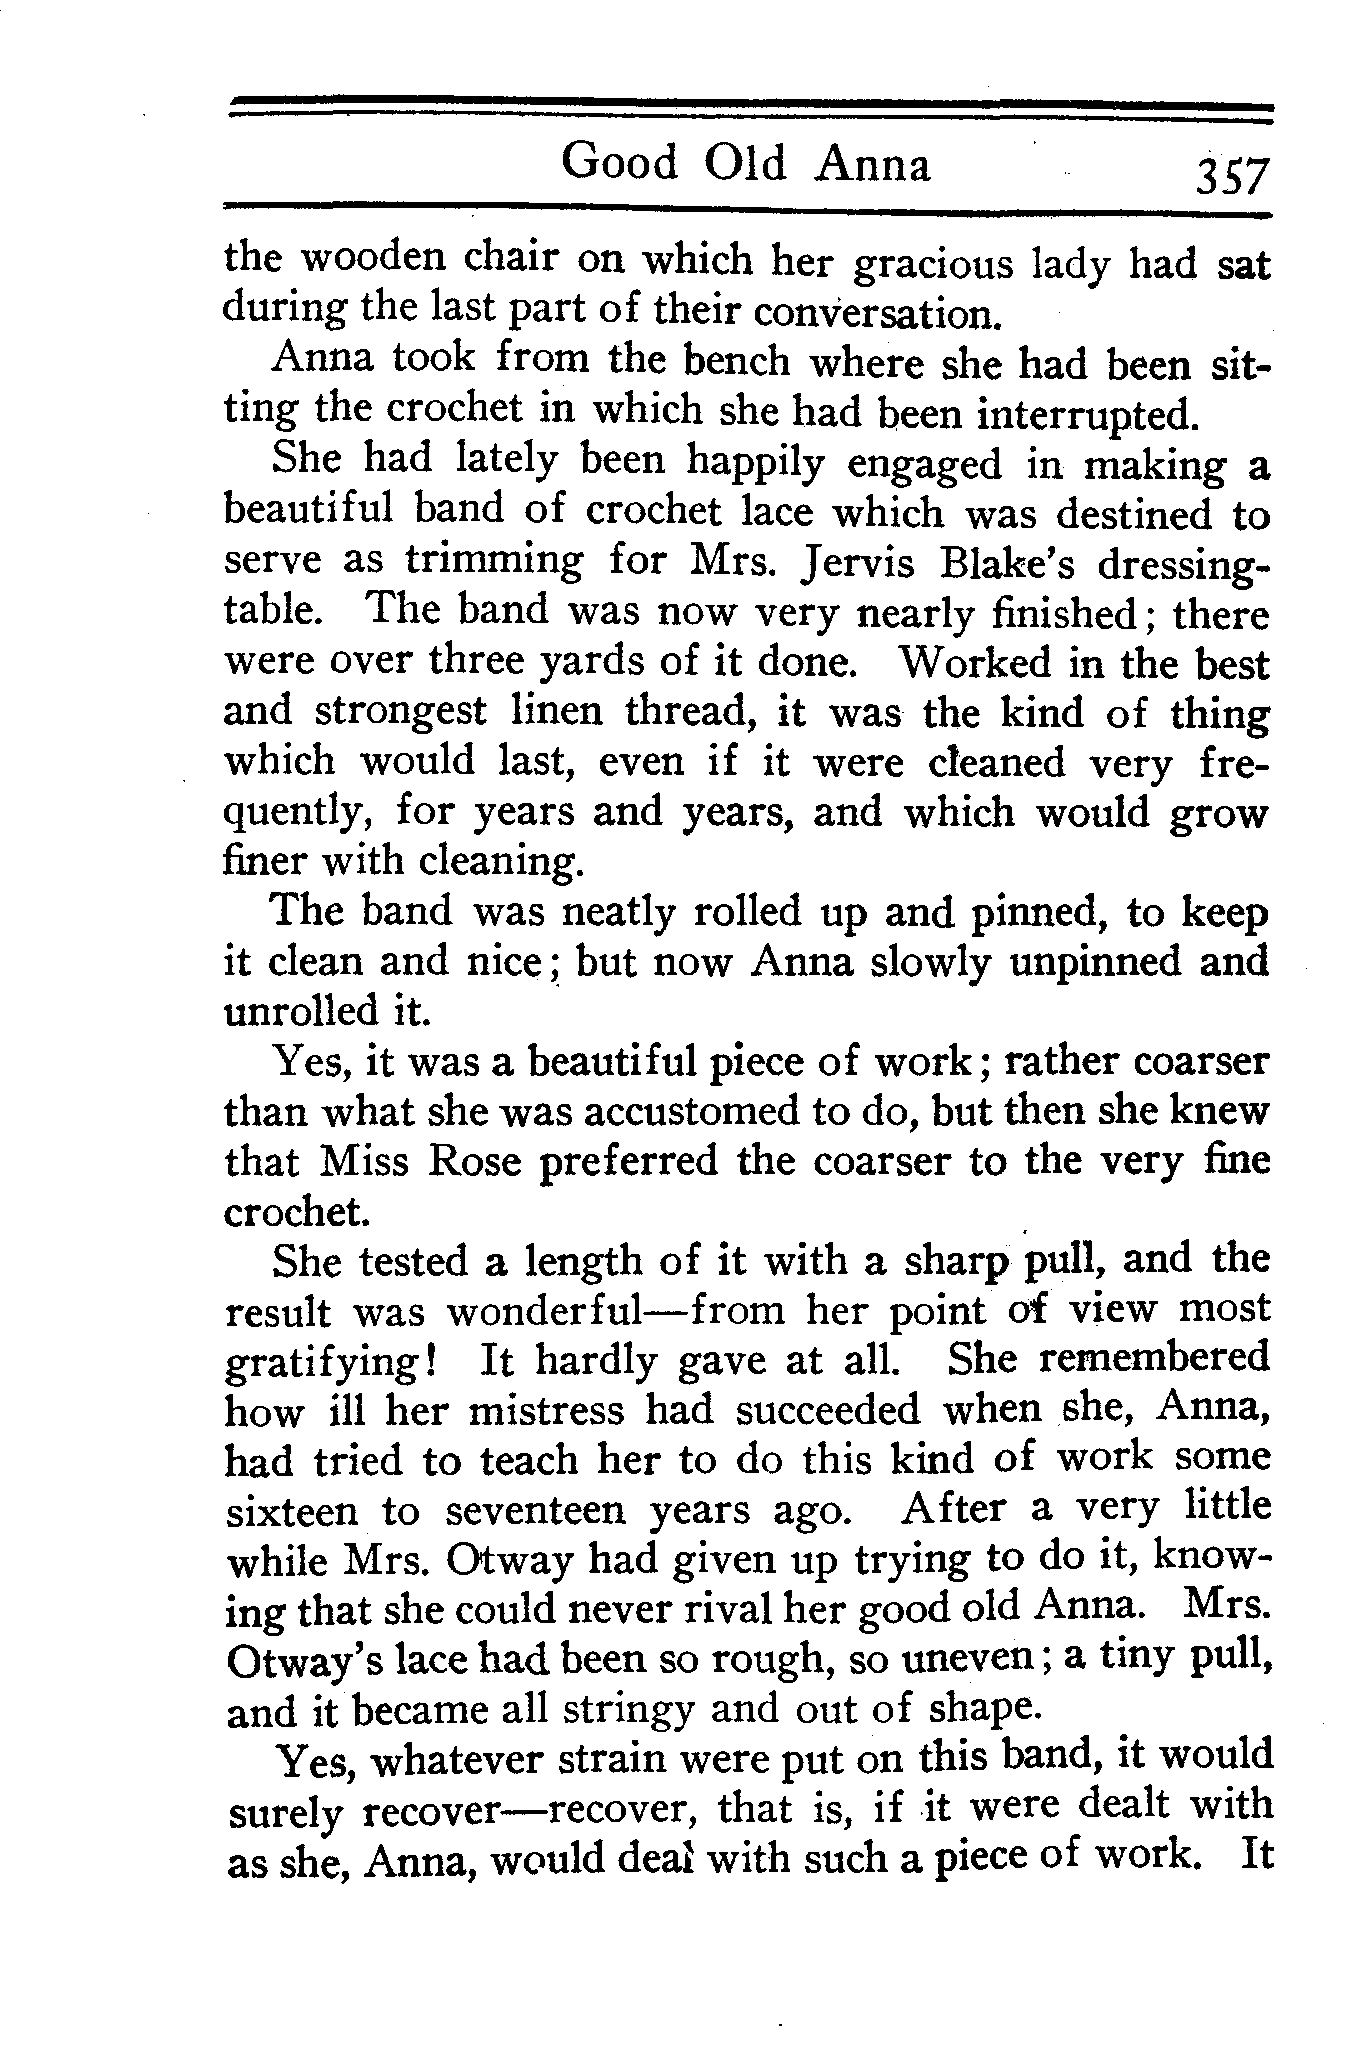 Good Old Anna 357
the wooden chair on which her gracious lady had sat
during the last part of their conversation.
Anna took from the bench where she had been sit-
ting the crochet in which she had been interrupted.
She had lately been happily engaged in making a
beautiful band of crochet lace which was destined to
serve as trimming for Mrs. Jervis Blake's dressing-
table. The band was now very nearly finished; there
were over three yards of it done. Worked in the best
and strongest linen thread, it was the kind of thing
which would last, even if it were cleaned very fre-
quently, for years and years, and which would grow
finer with cleaning.
The band was neatly rolled up and pinned, to keep
it clean and nice; but now Anna slowly unpinned and
unrolled it.
Yes, it was a beautiful piece of work; rather coarser
than what she was accustomed to do, but then she knew
that Miss Rose preferred the coarser to the very fine
crochet.
She tested a length of it with a sharp pull, and the
result was wonderful—from her point of view most
gratifying! It hardly gave at all. She remembered
how ill her mistress had succeeded when she, Anna,
had tried to teach her to do this kind of work some
sixteen to seventeen years ago. After a very little
while Mrs. Otway had given up trying to do it, know-
ing that she could never rival her good old Anna. Mrs.
Otway's lace had been so rough, so uneven; a tiny pull,
and it became all stringy and out of shape.
Yes, whatever strain were put on this band, it would
surely recover—recover, that is, if it were dealt with
as she, Anna, would deal with such a piece of work. It